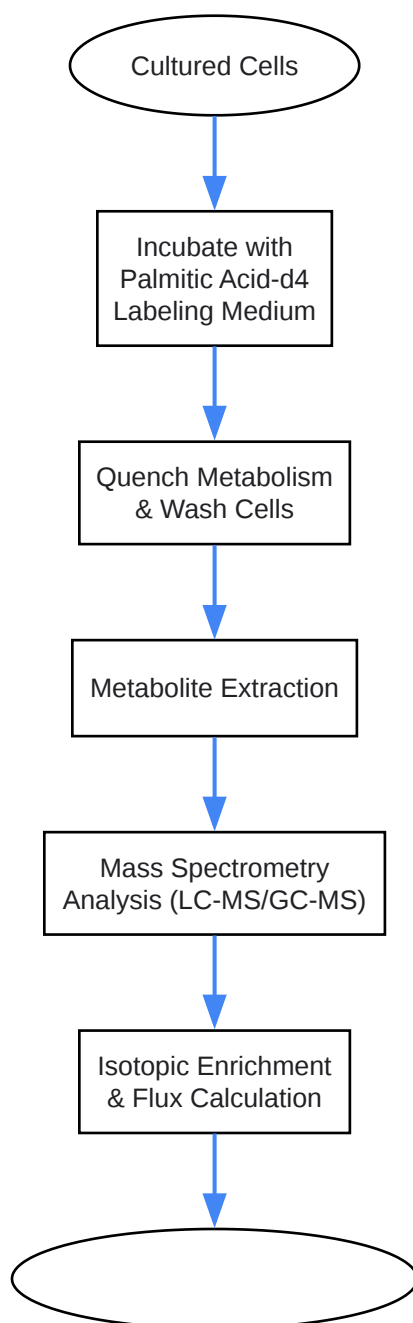 Cultured Cells
Incubate with
Palmitic Acid-d4
Labeling Medium
Quench Metabolism
& Wash Cells
Metabolite Extraction
Mass Spectrometry
Analysis (LC-MS/GC-MS)
Isotopic Enrichment
& Flux Calculation